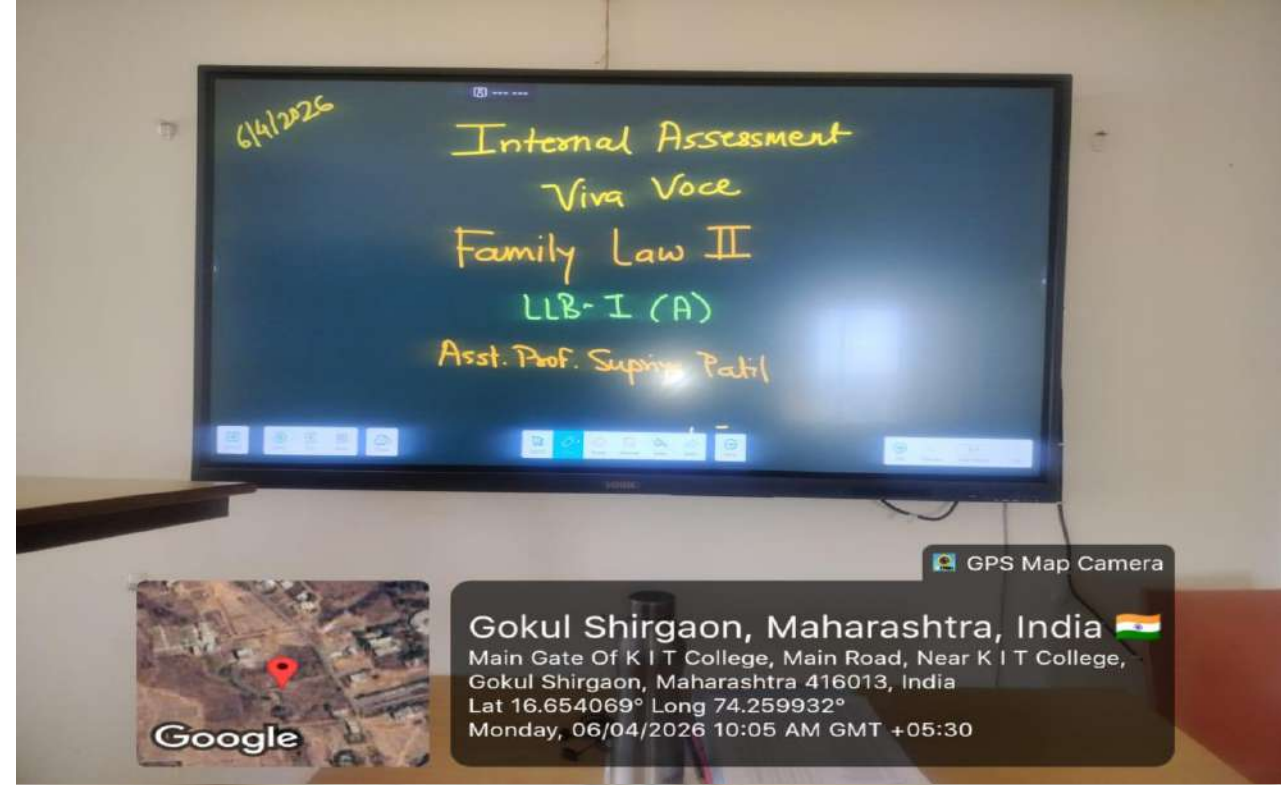 6/4/2026
Internal Assessment
Viva Voce
Family Law II
LLB-I (A)
Asst. Prof. Supriya Patil
GPS Map Camera
Gokul Shirgaon, Maharashtra, India
Main Gate Of K I T College, Main Road, Near K I T College,
Gokul Shirgaon, Maharashtra 416013, India
Lat 16.654069° Long 74.259932°
Monday, 06/04/2026 10:05 AM GMT +05:30
Google